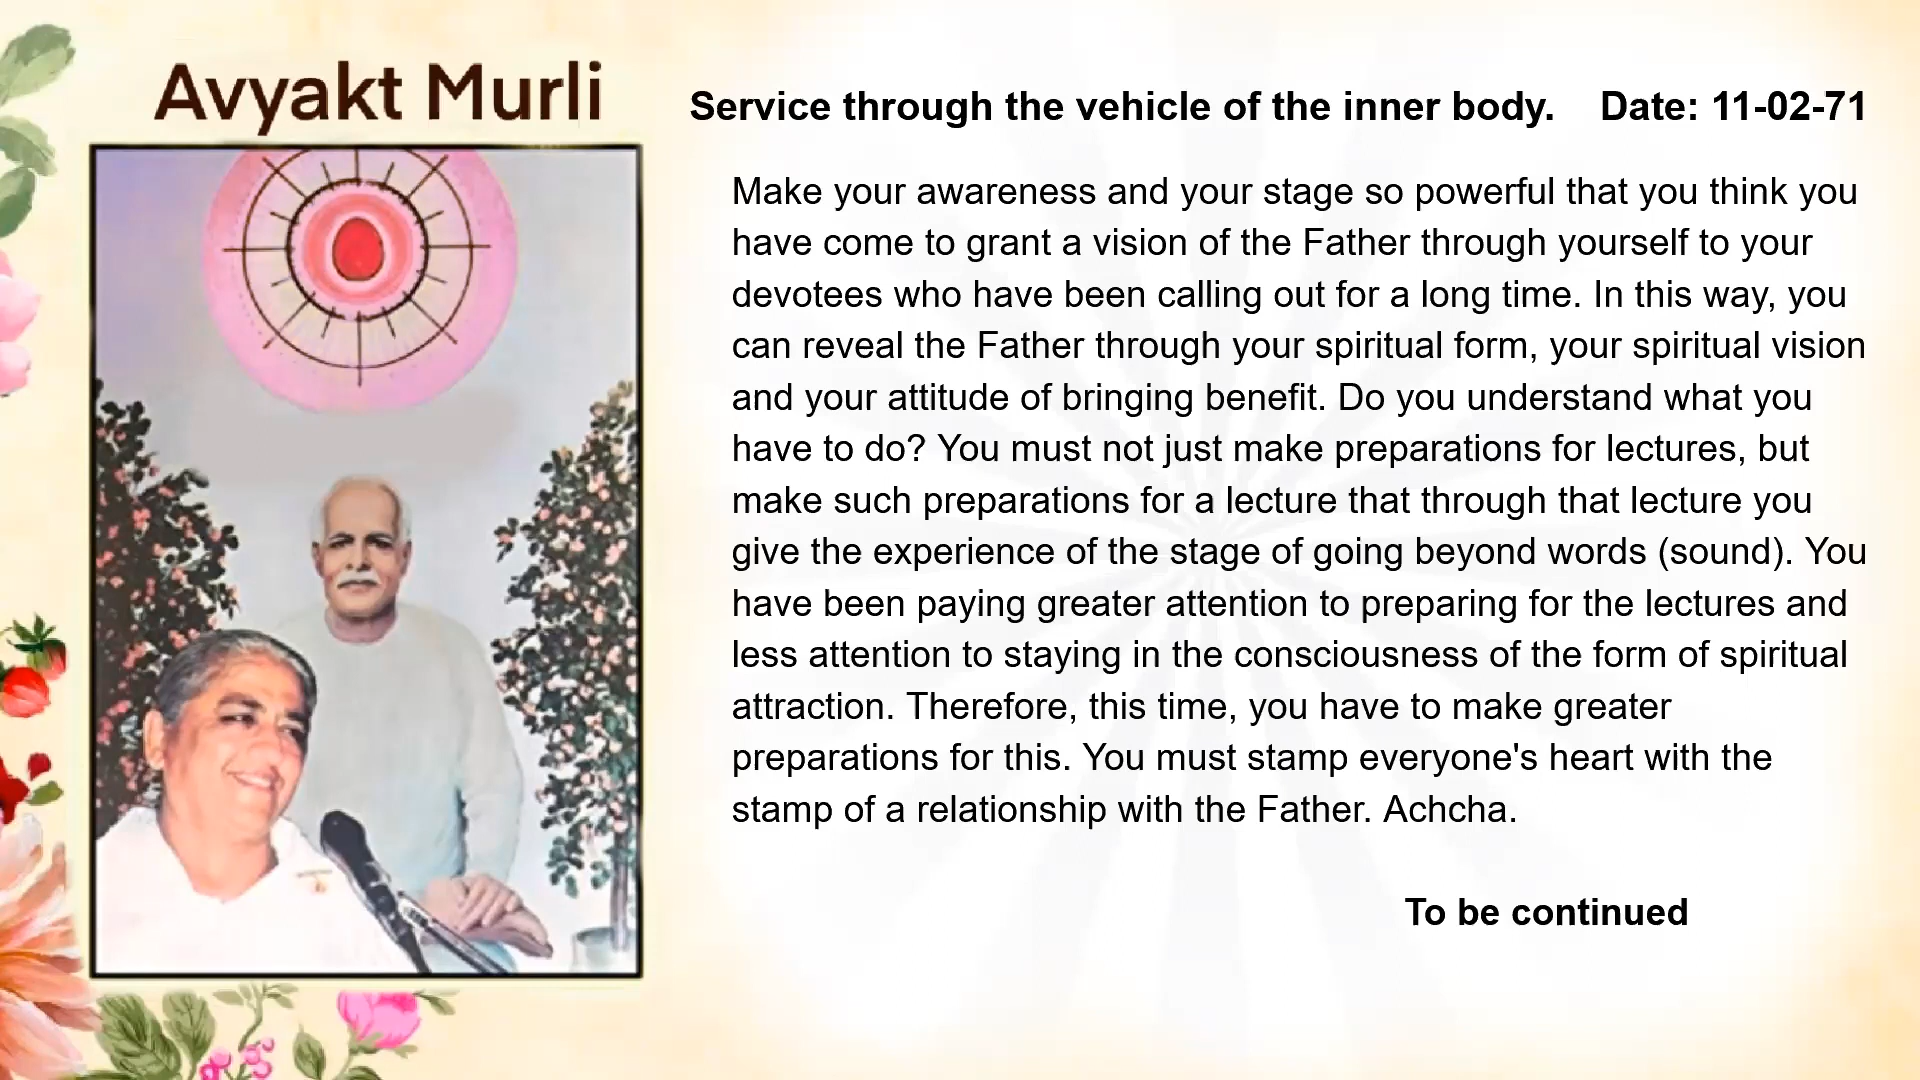 Avyakt Murli
Service through the vehicle of the inner body. Date: 11-02-71
Make your awareness and your stage so powerful that you think you
have come to grant a vision of the Father through yourself to your
devotees who have been calling out for a long time. In this way, you
can reveal the Father through your spiritual form, your spiritual vision
and your attitude of bringing benefit. Do you understand what you
have to do? You must not just make preparations for lectures, but
make such preparations for a lecture that through that lecture you
give the experience of the stage of going beyond words (sound). You
have been paying greater attention to preparing for the lectures and
less attention to staying in the consciousness of the form of spiritual
attraction. Therefore, this time, you have to make greater
preparations for this. You must stamp everyone's heart with the
stamp of a relationship with the Father. Achcha.
To be continued